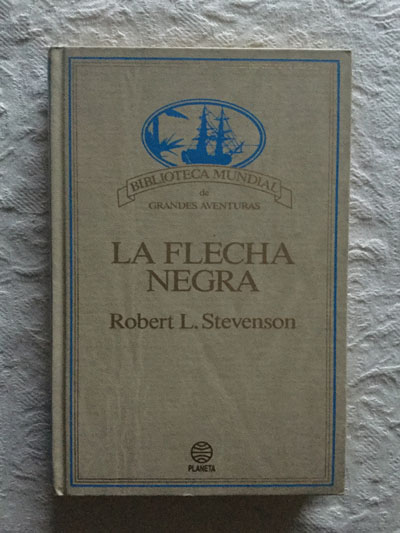 BIBLIOTECA MUNDIAL
de
GRANDES AVENTURAS
LA FLECHA
NEGRA
Robert L. Stevenson
PLANETA